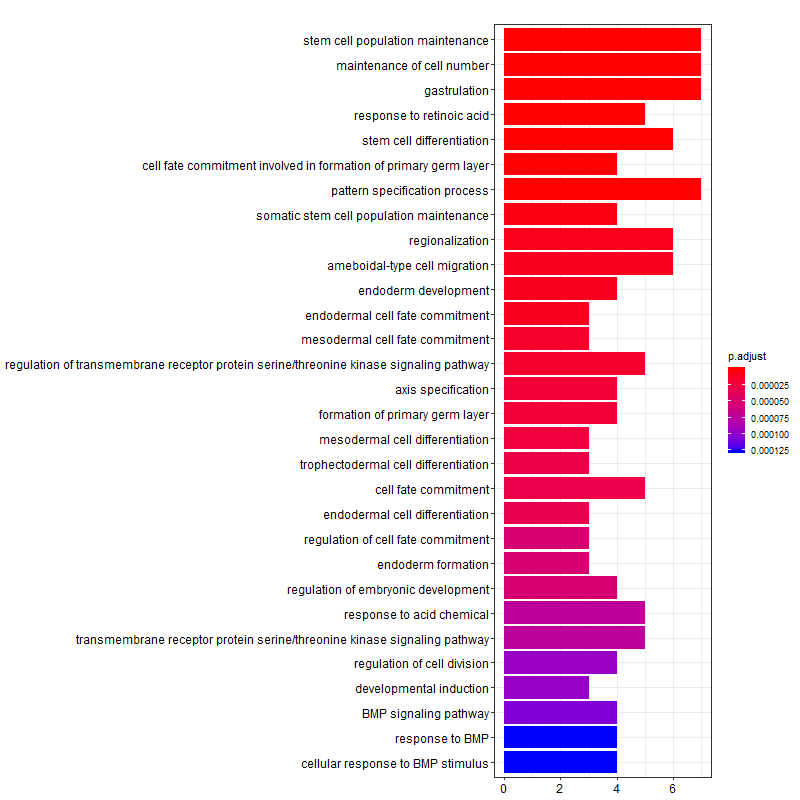 stem cell population maintenance
maintenance of cell number
gastrulation
response to retinoic acid
stem cell differentiation
cell fate commitment involved in formation of primary germ layer
pattern specification process
somatic stem cell population maintenance
regionalization
ameboidal-type cell migration
endoderm development
endodermal cell fate commitment
mesodermal cell fate commitment
regulation of transmembrane receptor protein serine/threonine kinase signaling pathway
axis specification
formation of primary germ layer
mesodermal cell differentiation
trophectodermal cell differentiation
cell fate commitment
endodermal cell differentiation
regulation of cell fate commitment
endoderm formation
regulation of embryonic development
response to acid chemical
transmembrane receptor protein serine/threonine kinase signaling pathway
regulation of cell division
developmental induction
BMP signaling pathway
response to BMP
cellular response to BMP stimulus
0 2 4 6
p.adjust
0.000025
0.000050
0.000075
0.000100
0.000125